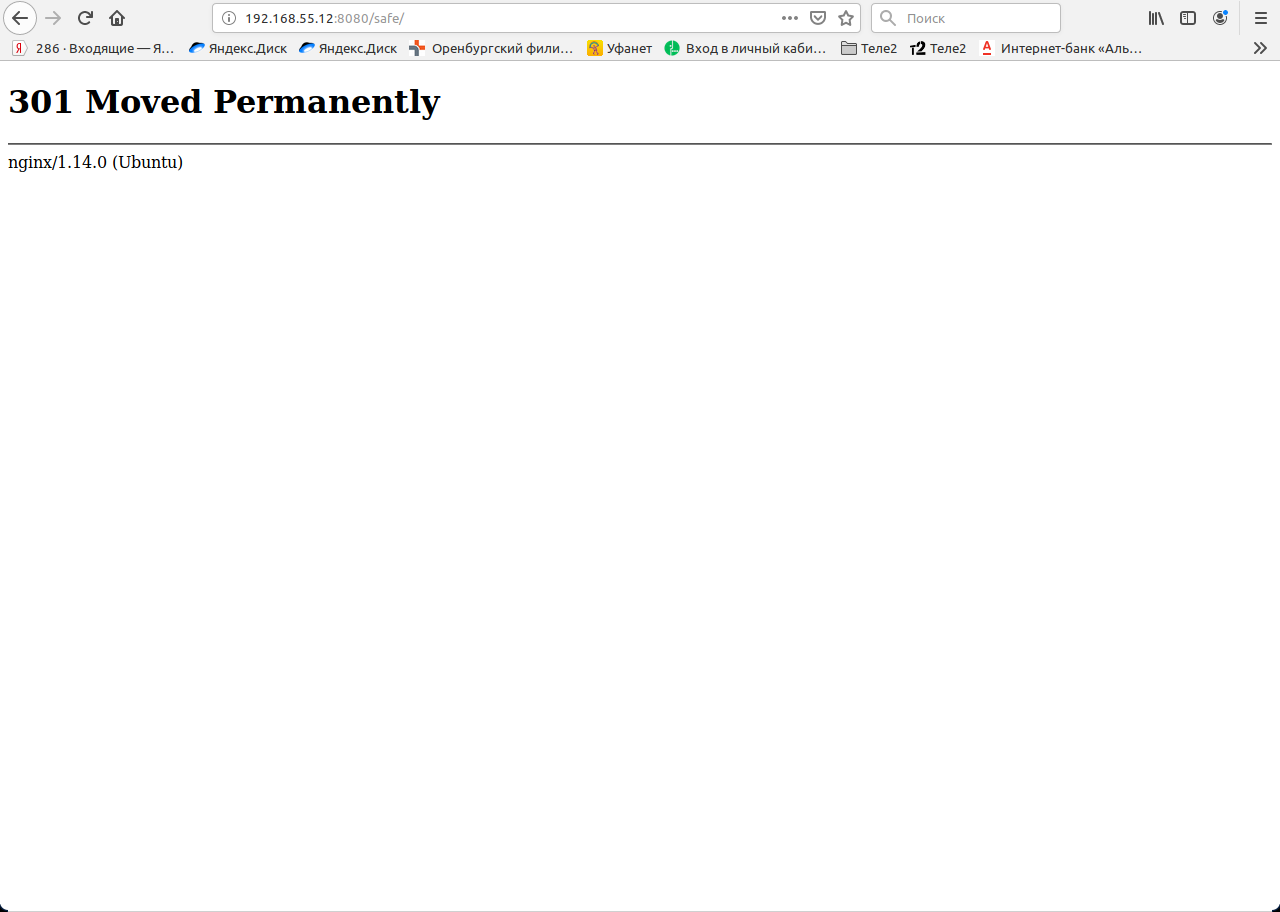 192.168.55.12:8080/safe/
Поиск
286 · Входящие — Я...
Яндекс.Диск
Яндекс.Диск
Оренбургский фили...
Уфанет
Вход в личный каби...
Теле2
Теле2
Интернет-банк «Аль...
301 Moved Permanently
nginx/1.14.0 (Ubuntu)